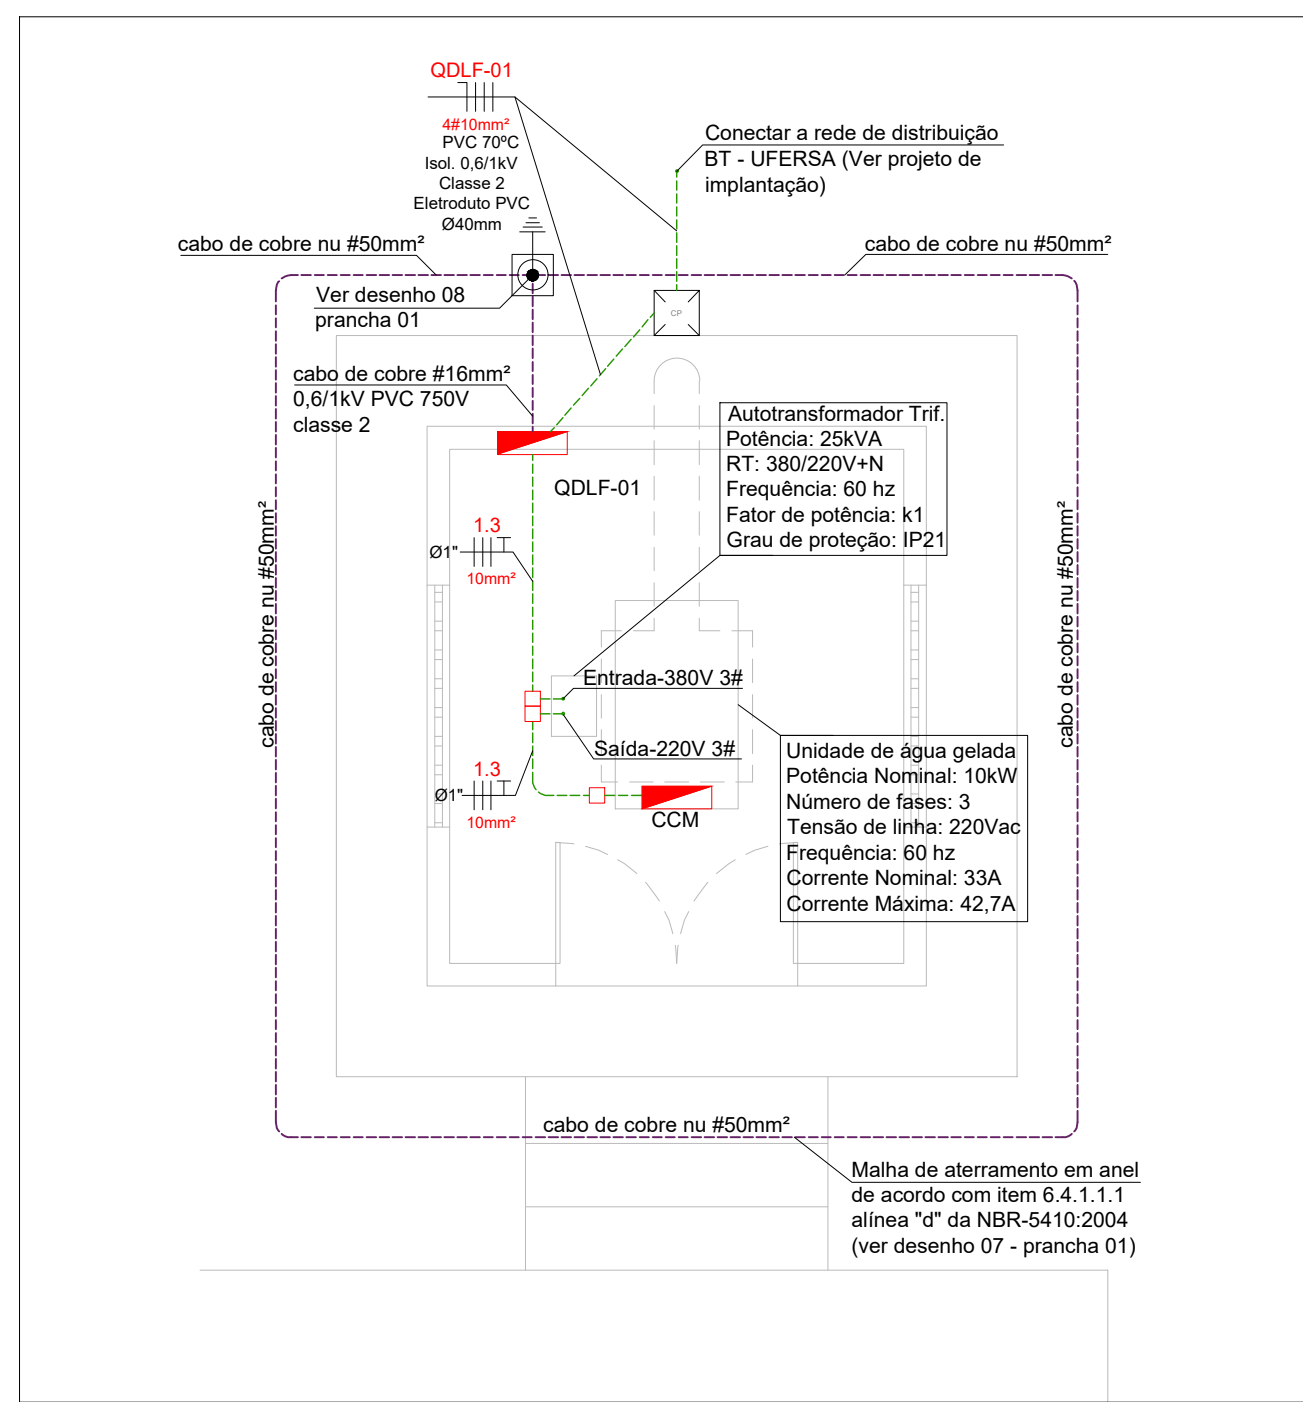 QDLF-01
4#10mm²
PVC 70ºC
Isol. 0,6/1kV
Classe 2
Eletroduto PVC
Ø40mm
Conectar a rede de distribuição
BT - UFERSA (Ver projeto de
implantação)
cabo de cobre nu #50mm²
cabo de cobre nu #50mm²
Ver desenho 08
prancha 01
CP
cabo de cobre #16mm²
0,6/1kV PVC 750V
classe 2
Autotransformador Trif.
Potência: 25kVA
RT: 380/220V+N
Frequência: 60 hz
Fator de potência: k1
Grau de proteção: IP21
QDLF-01
1.3
Ø1"
10mm²
cabo de cobre nu #50mm²
cabo de cobre nu #50mm²
Entrada-380V 3#
Saída-220V 3#
Unidade de água gelada
Potência Nominal: 10kW
Número de fases: 3
Tensão de linha: 220Vac
Frequência: 60 hz
Corrente Nominal: 33A
Corrente Máxima: 42,7A
1.3
Ø1"
10mm²
CCM
cabo de cobre nu #50mm²
Malha de aterramento em anel
de acordo com item 6.4.1.1.1
alínea "d" da NBR-5410:2004
(ver desenho 07 - prancha 01)